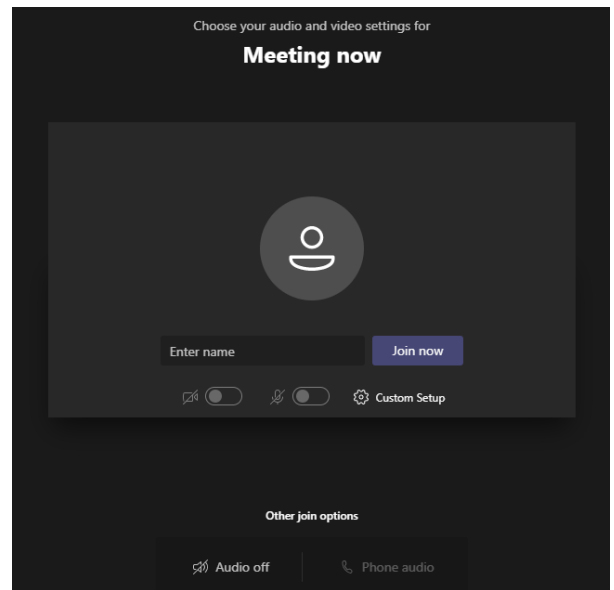 Choose your audio and video settings for
Meeting now
Enter name
Join now
Custom Setup
Other join options
Audio off
Phone audio